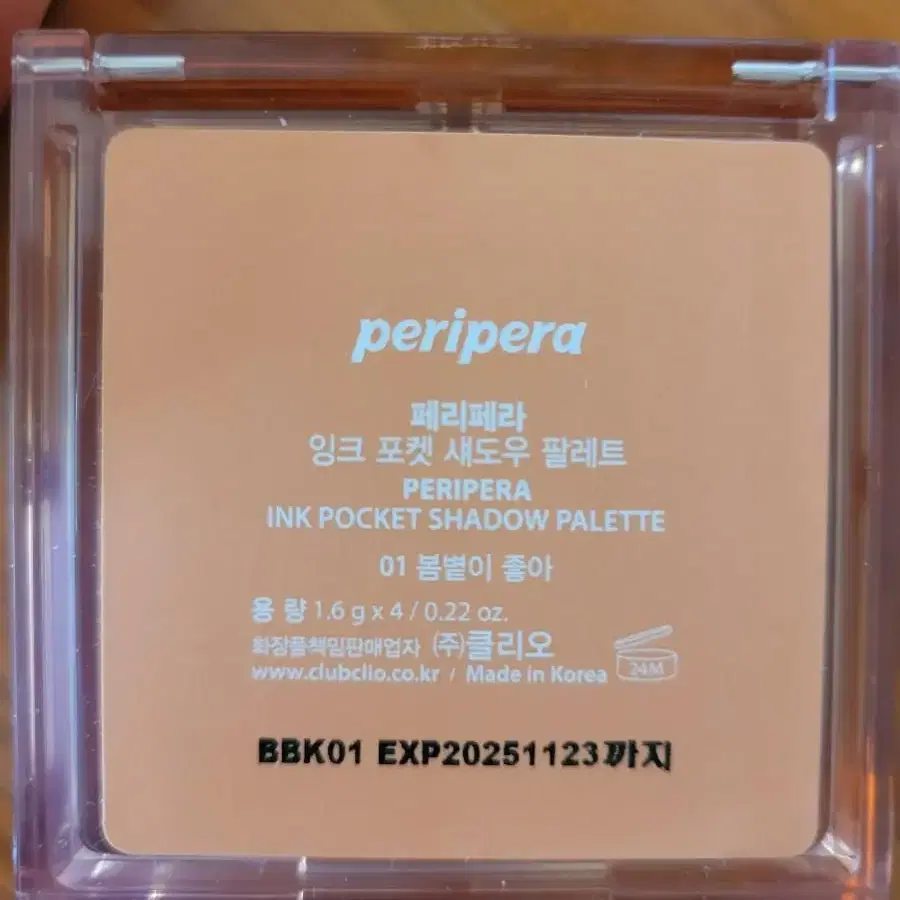 peripera
페리페라
잉크 포켓 섀도우 팔레트
PERIPERA
INK POCKET SHADOW PALETTE
01 봄볕이 좋아
용 량 1.6 g x 4 / 0.22 oz.
화장품책임판매업자 (주)클리오
www.clubclio.co.kr / Made in Korea
24M
BBK01 EXP20251123까지